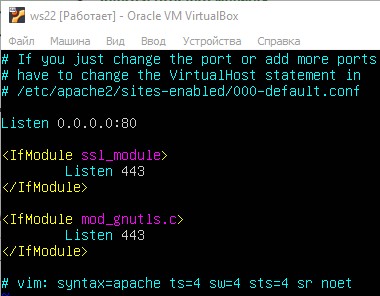 ws22 [Работает] - Oracle VM VirtualBox
Файл Машина Вид Ввод Устройства Справка
# If you just change the port or add more ports
# have to change the VirtualHost statement in
# /etc/apache2/sites-enabled/000-default.conf
Listen 0.0.0.0:80
<IfModule ssl_module>
Listen 443
</IfModule>
<IfModule mod_gnutls.c>
Listen 443
</IfModule>
# vim: syntax=apache ts=4 sw=4 sts=4 sr noet